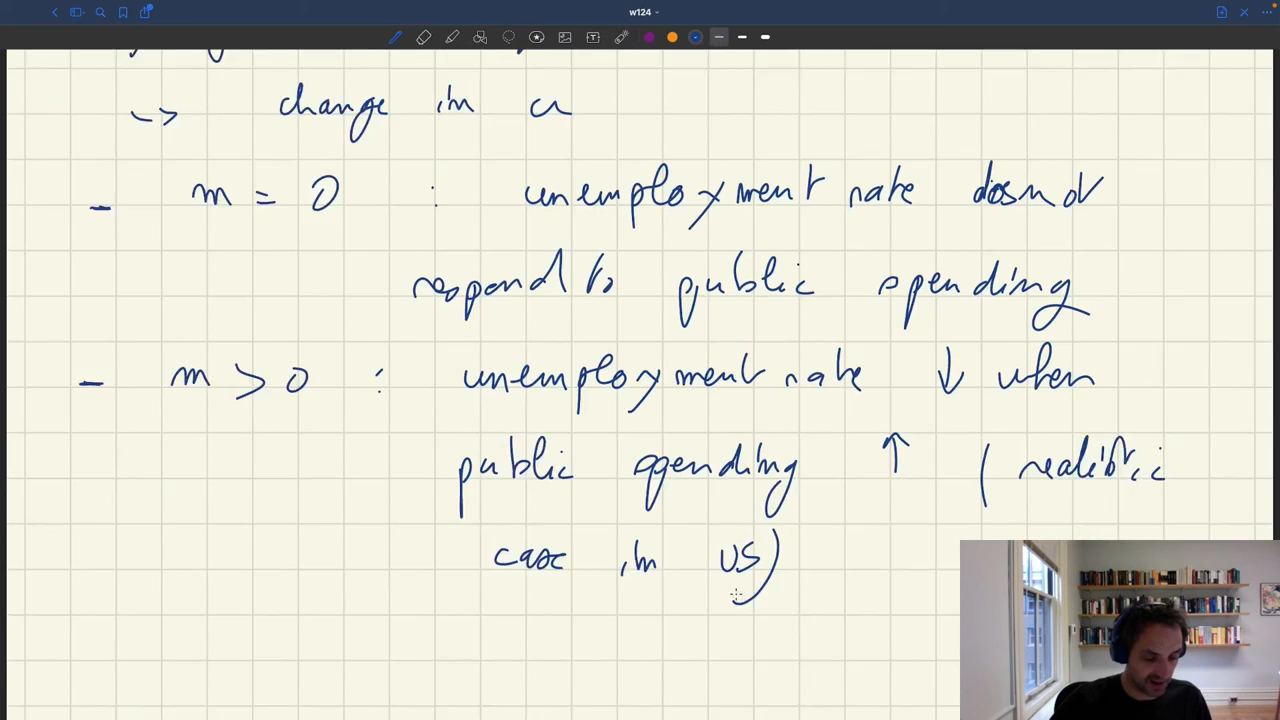 w124
↳ change in u
- m = 0 : unemployment rate does not
respond to public spending
- m > 0 : unemployment rate ↓ when
public spending ↑ (realistic
case in US)